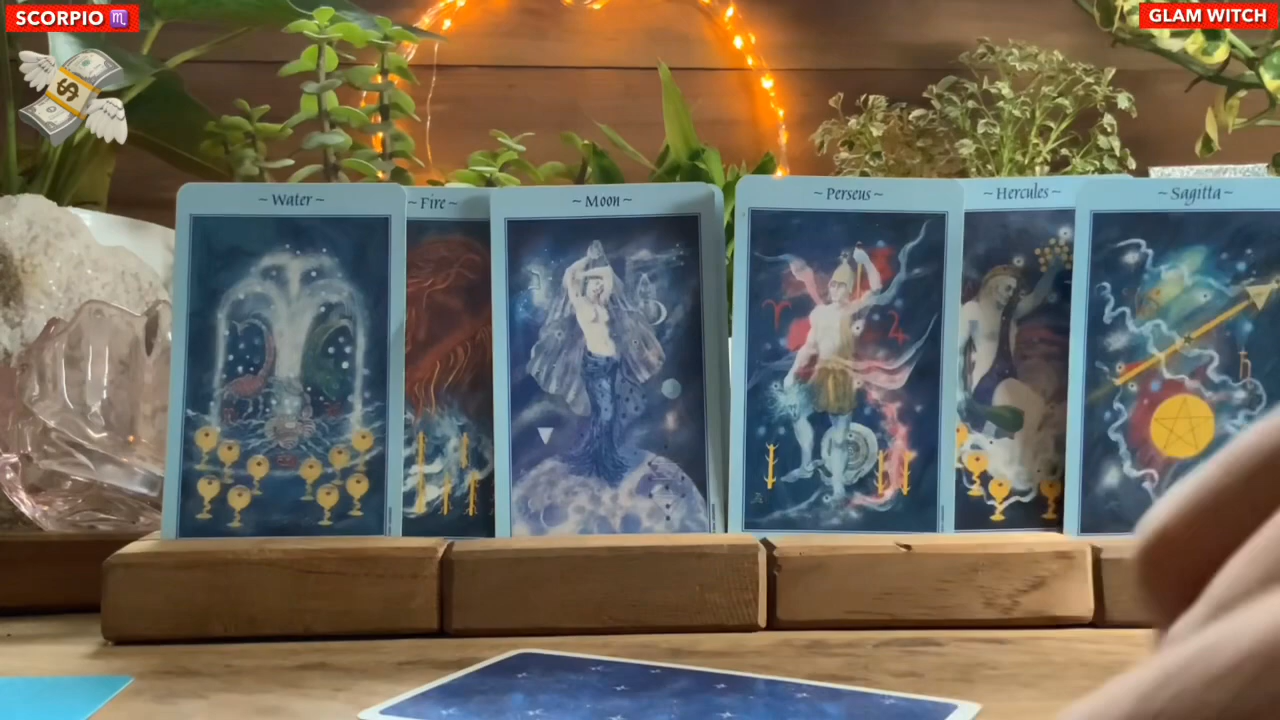 SCORPIO ♏
GLAM WITCH
~ Water ~
~ Fire ~
~ Moon ~
~ Perseus ~
~ Hercules ~
~ Sagitta ~